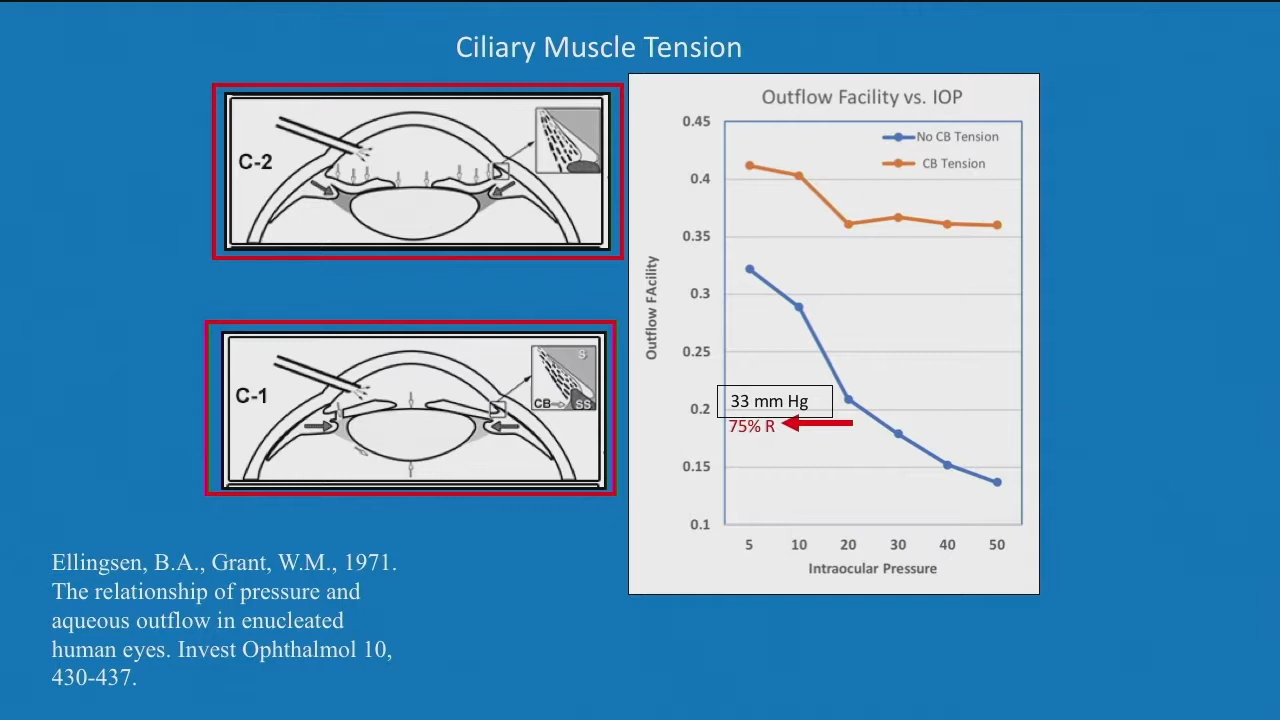 Ciliary Muscle Tension
C-2
C-1
S
CB
SS
Outflow Facility vs. IOP
No CB Tension
CB Tension
Outflow FAcility
0.45
0.4
0.35
0.3
0.25
0.2
0.15
0.1
33 mm Hg
75% R
5 10 20 30 40 50
Intraocular Pressure
Ellingsen, B.A., Grant, W.M., 1971.
The relationship of pressure and
aqueous outflow in enucleated
human eyes. Invest Ophthalmol 10,
430-437.